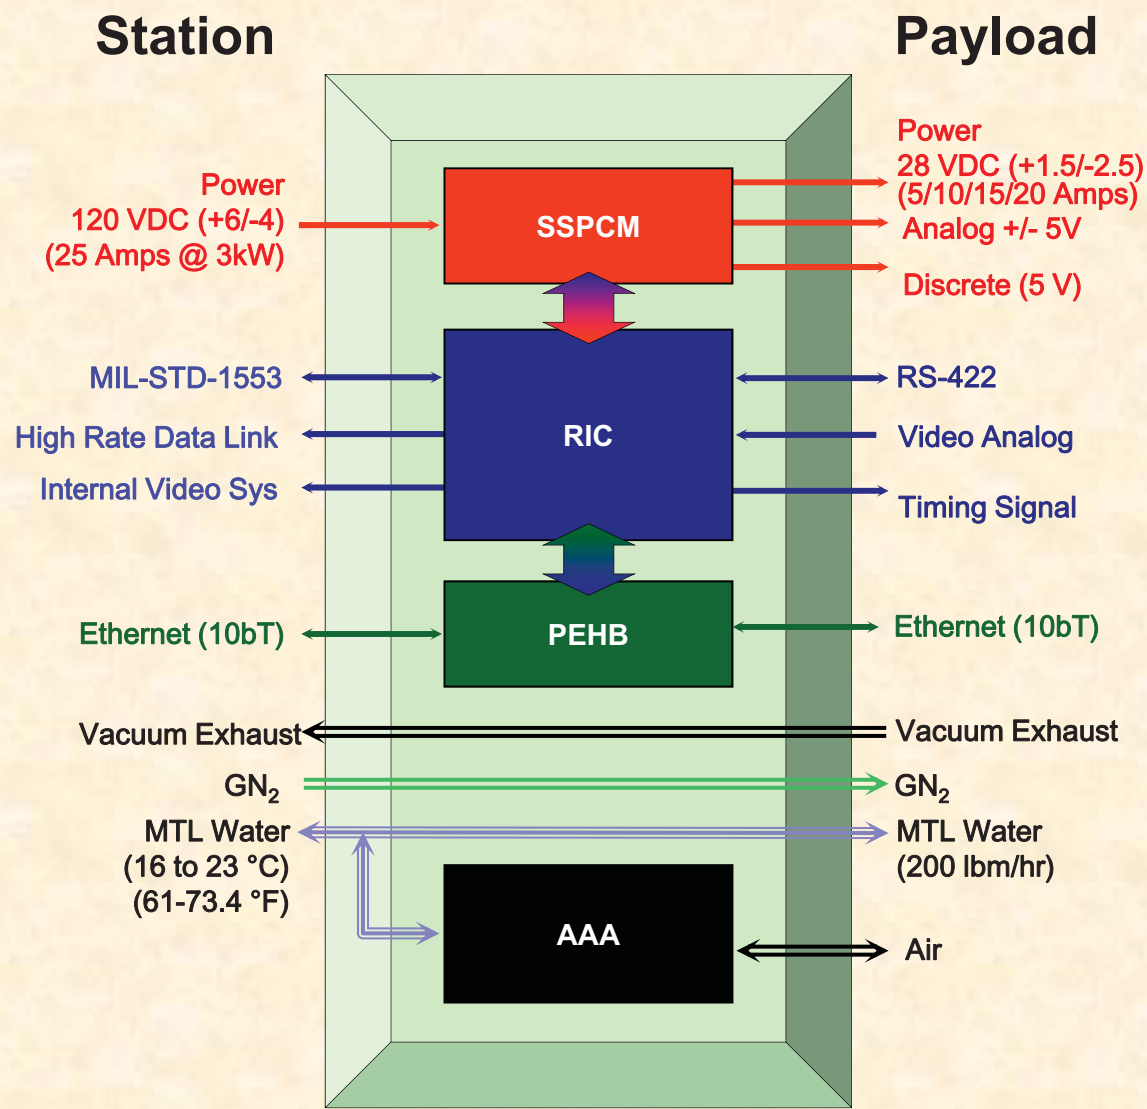 Station
Payload
Power
120 VDC (+6/-4)
(25 Amps @ 3kW)
SSPCM
Power
28 VDC (+1.5/-2.5)
(5/10/15/20 Amps)
Analog +/- 5V
Discrete (5 V)
MIL-STD-1553
High Rate Data Link
Internal Video Sys
RIC
RS-422
Video Analog
Timing Signal
Ethernet (10bT)
PEHB
Ethernet (10bT)
Vacuum Exhaust
Vacuum Exhaust
GN₂
GN₂
MTL Water
(16 to 23 °C)
(61-73.4 °F)
MTL Water
(200 lbm/hr)
AAA
Air